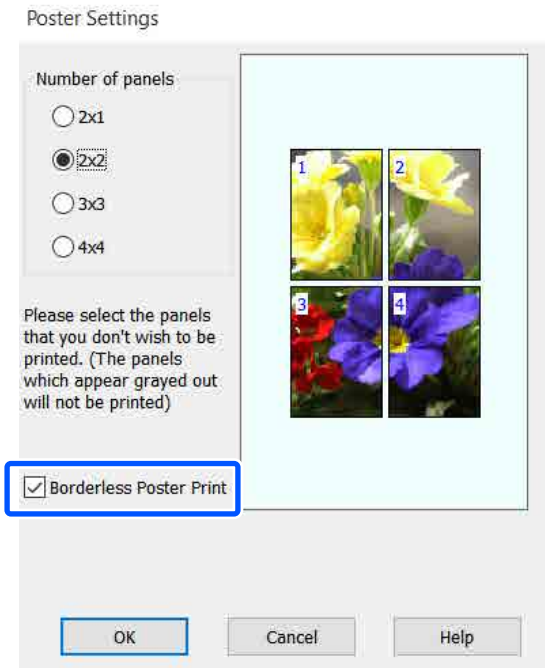 Poster Settings
Number of panels
2x1
2x2
3x3
4x4
1
2
3
4
Please select the panels
that you don't wish to be
printed. (The panels
which appear grayed out
will not be printed)
Borderless Poster Print
OK
Cancel
Help